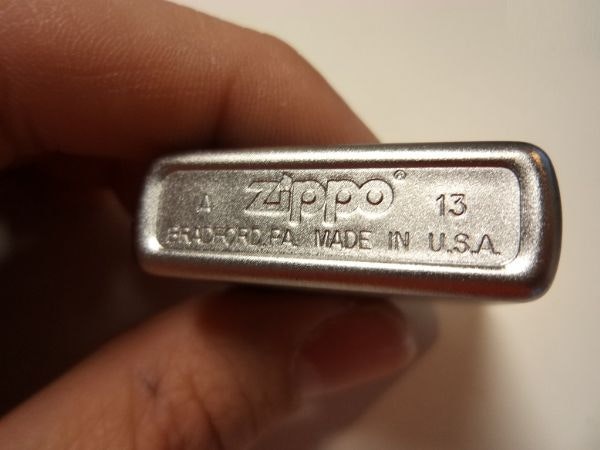 A zippo® 13
BRADFORD, PA. MADE IN U.S.A.